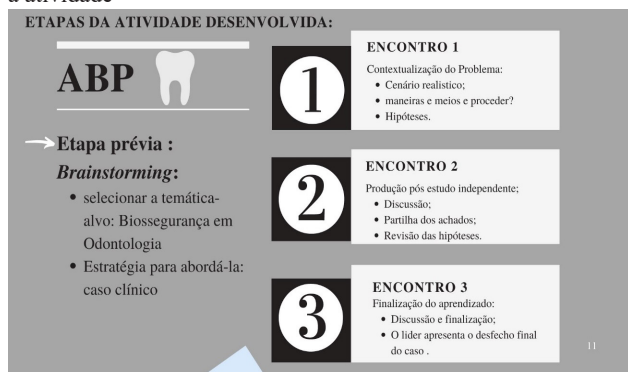 a atividade
ETAPAS DA ATIVIDADE DESENVOLVIDA:
ABP
Etapa prévia :
Brainstorming:
• selecionar a temática-
alvo: Biossegurança em
Odontologia
• Estratégia para abordá-la:
caso clínico
1
ENCONTRO 1
Contextualização do Problema:
• Cenário realistico;
• maneiras e meios e proceder?
• Hipóteses.
2
ENCONTRO 2
Produção pós estudo independente;
• Discussão;
• Partilha dos achados;
• Revisão das hipóteses.
3
ENCONTRO 3
Finalização do aprendizado:
• Discussão e finalização;
• O lider apresenta o desfecho final
do caso .
11